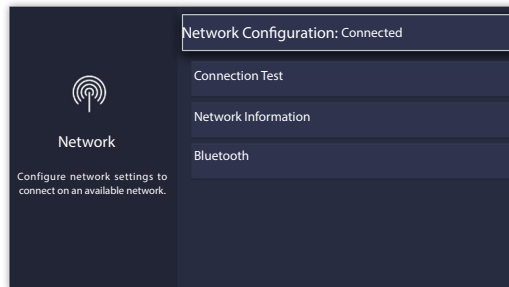 Network Configuration: Connected
Connection Test
Network Information
Bluetooth
Network
Configure network settings to
connect on an available network.